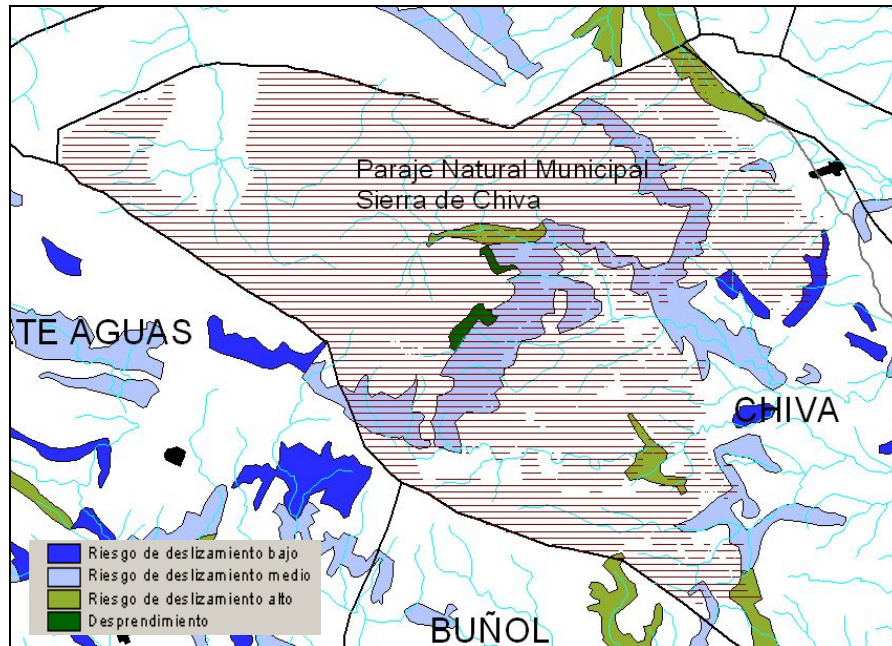 Paraje Natural Municipal
Sierra de Chiva
TE AGUAS
CHIVA
BUÑOL
Riesgo de deslizamiento bajo
Riesgo de deslizamiento medio
Riesgo de deslizamiento alto
Desprendimiento